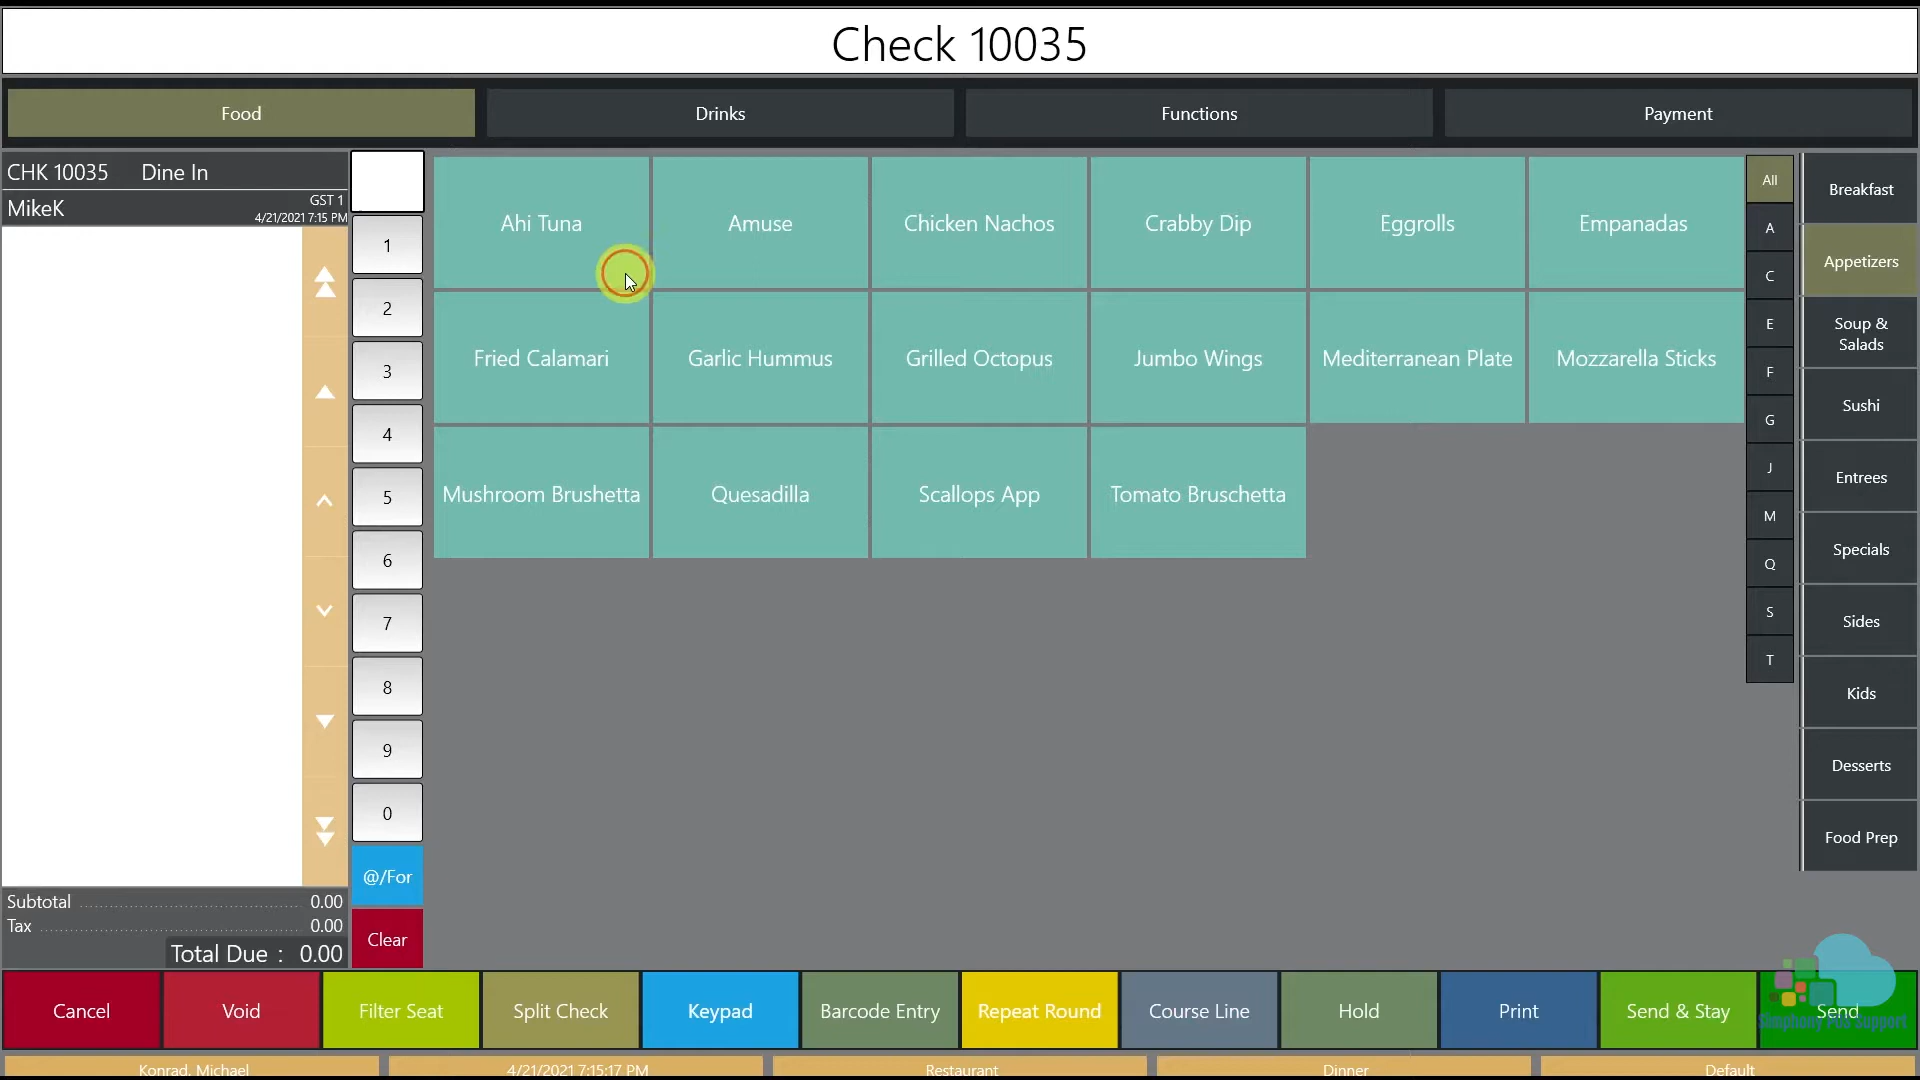 Check 10035
Food
Drinks
Functions
Payment
CHK 10035 Dine In
MikeK
GST 1
4/21/2021 7:15 PM
1
2
3
4
5
6
7
8
9
0
@/For
Clear
Ahi Tuna
Amuse
Chicken Nachos
Crabby Dip
Eggrolls
Empanadas
Fried Calamari
Garlic Hummus
Grilled Octopus
Jumbo Wings
Mediterranean Plate
Mozzarella Sticks
Mushroom Brushetta
Quesadilla
Scallops App
Tomato Bruschetta
All
A
C
E
F
G
J
M
Q
S
T
Breakfast
Appetizers
Soup &
Salads
Sushi
Entrees
Specials
Sides
Kids
Desserts
Food Prep
Subtotal 0.00
Tax 0.00
Total Due : 0.00
Cancel
Void
Filter Seat
Split Check
Keypad
Barcode Entry
Repeat Round
Course Line
Hold
Print
Send & Stay
Send
Simphony POS Support
Konrad, Michael
4/21/2021 7:15:17 PM
Restaurant
Dinner
Default